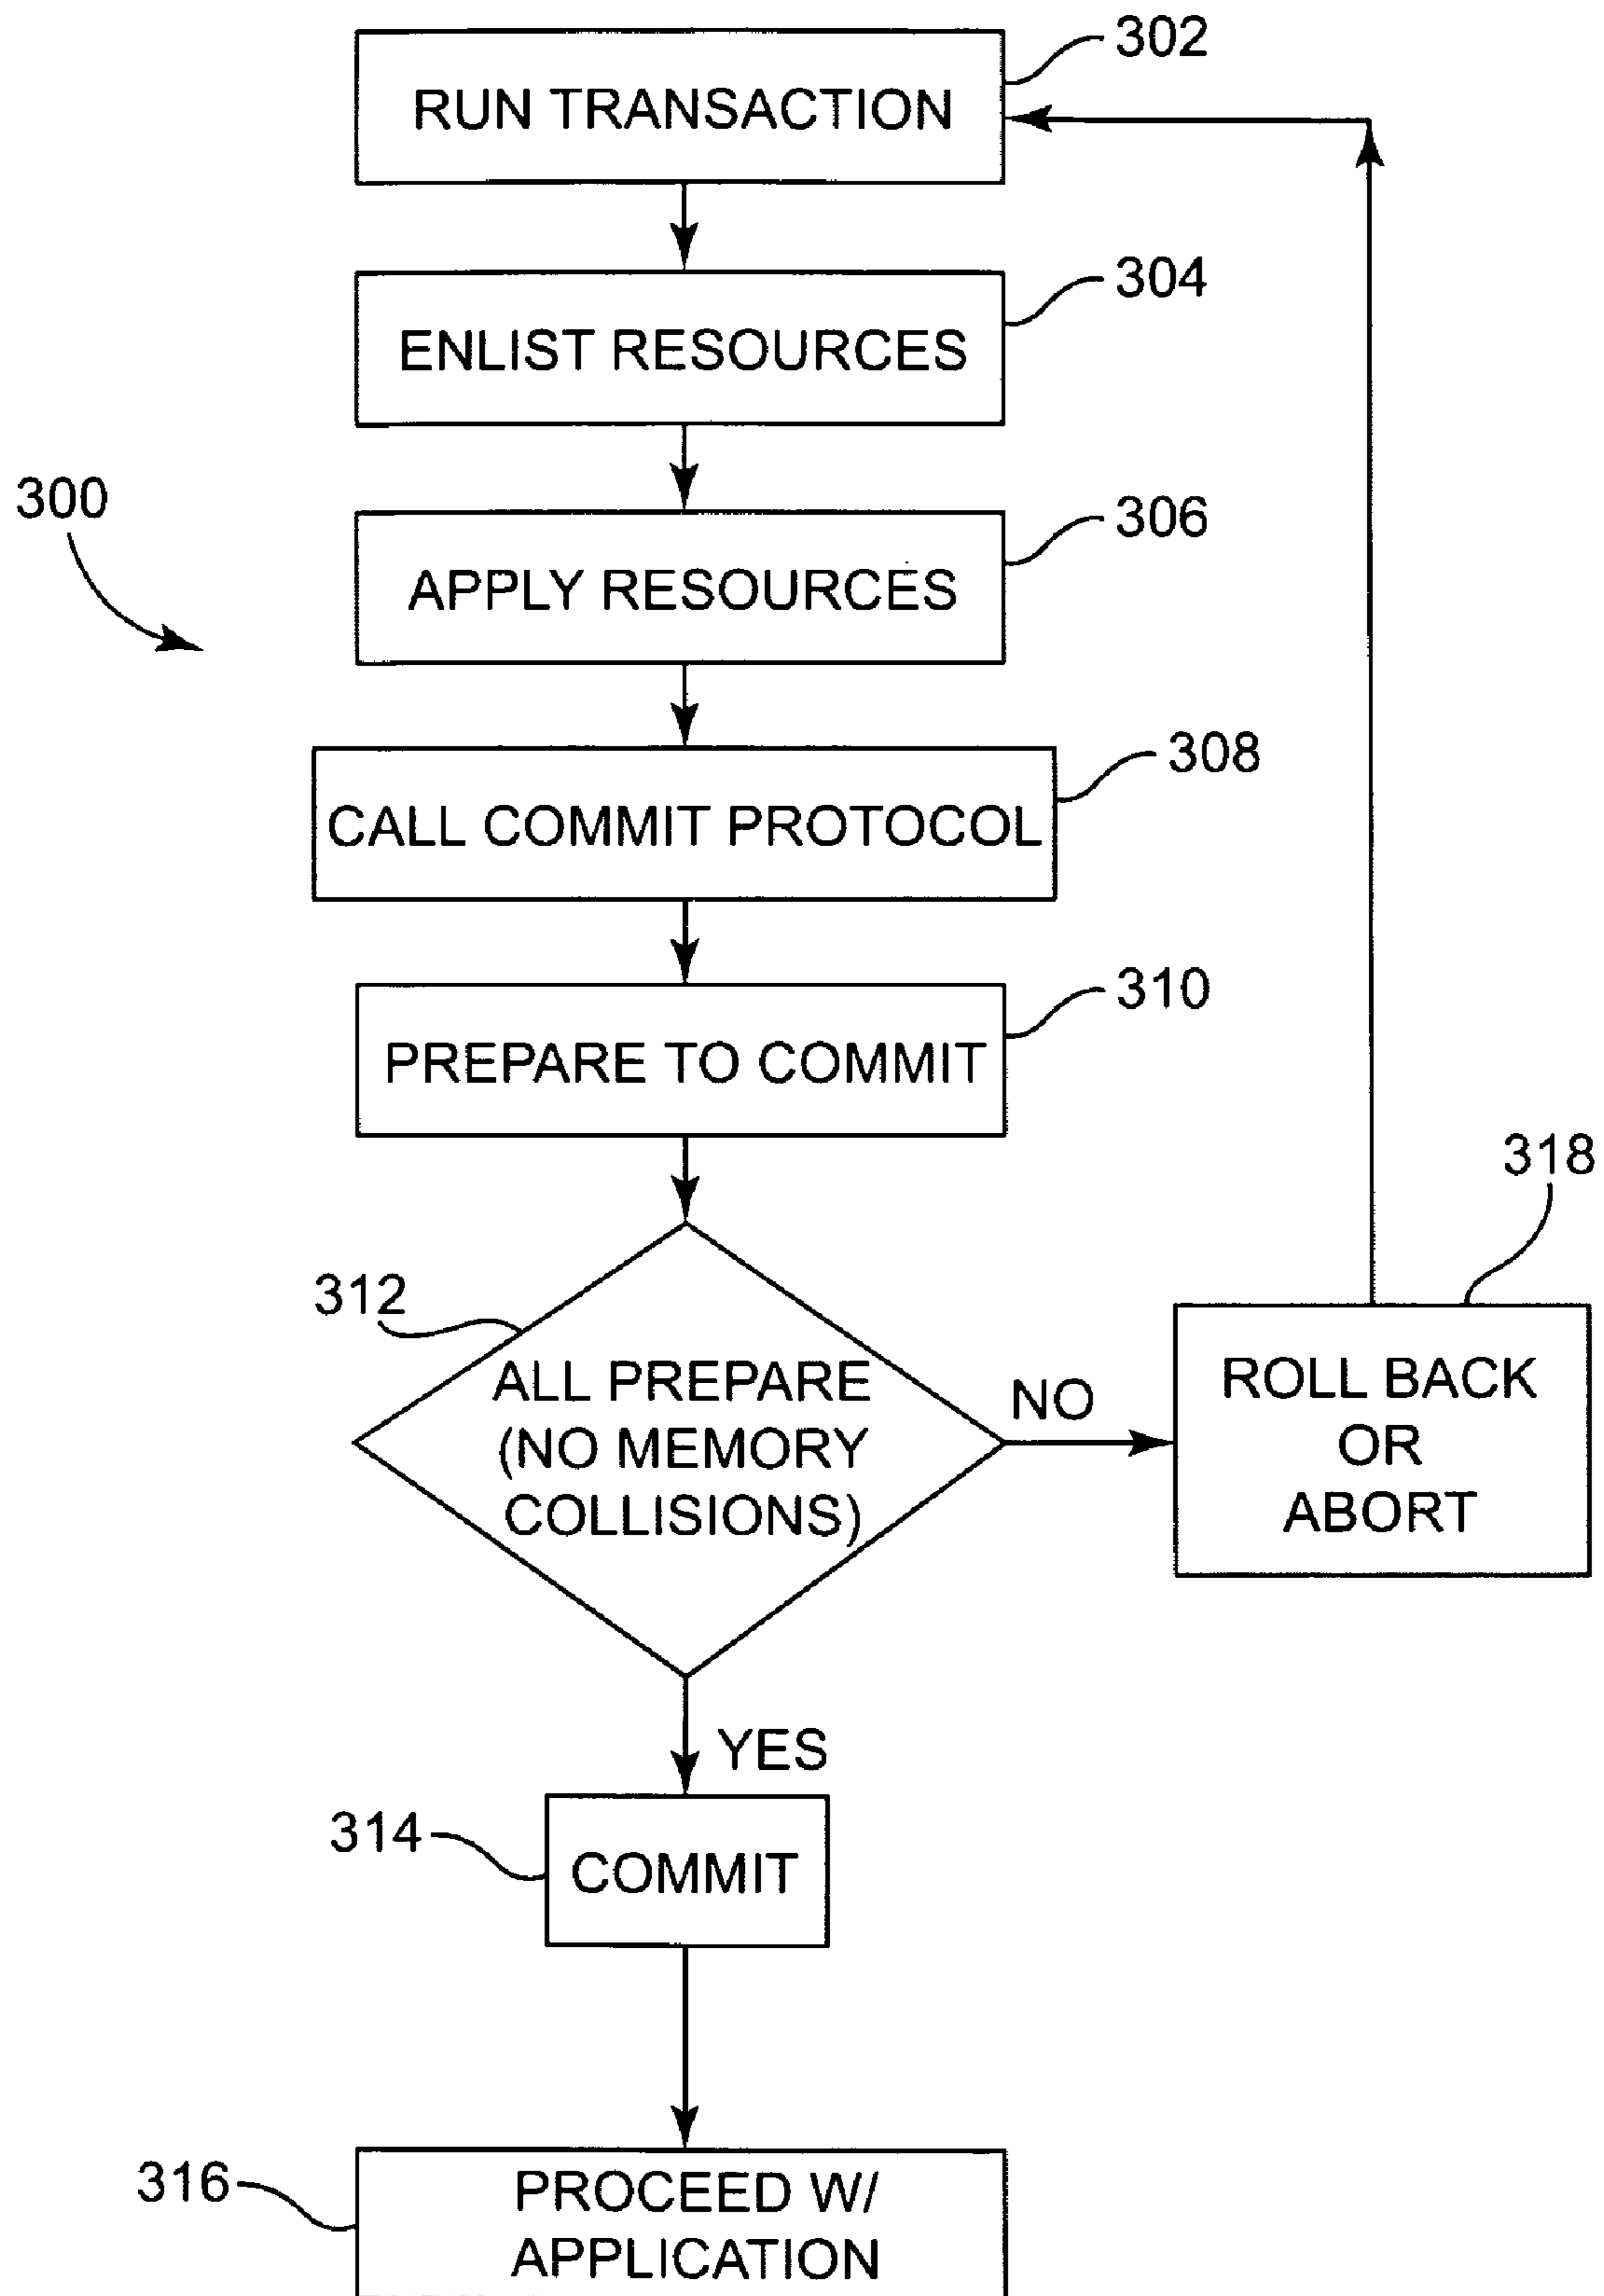 302
RUN TRANSACTION
304
ENLIST RESOURCES
300
306
APPLY RESOURCES
308
CALL COMMIT PROTOCOL
310
PREPARE TO COMMIT
318
312
ALL PREPARE
(NO MEMORY
COLLISIONS)
NO
ROLL BACK
OR
ABORT
YES
314
COMMIT
316
PROCEED W/
APPLICATION